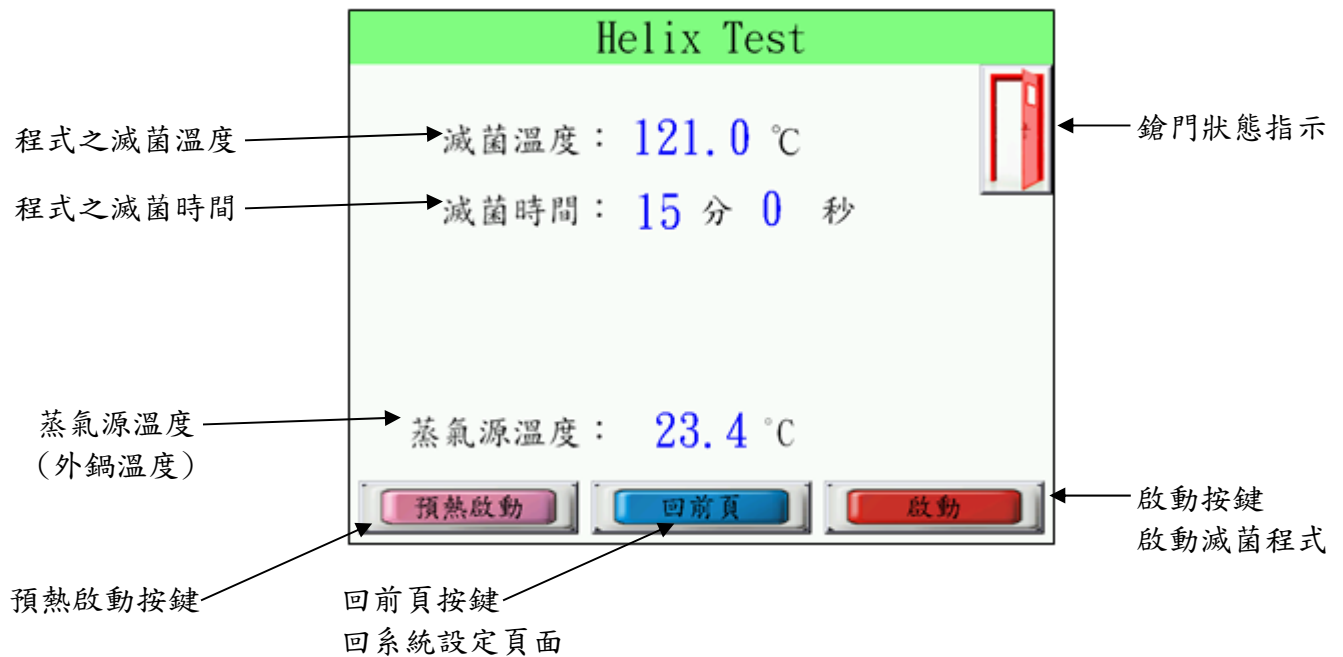 Helix Test
程式之滅菌溫度
滅菌溫度： 121.0 ℃
鎗門狀態指示
程式之滅菌時間
滅菌時間： 15 分 0 秒
蒸氣源溫度
（外鍋溫度）
蒸氣源溫度： 23.4 ℃
預熱啟動
回前頁
啟動
啟動按鍵
啟動滅菌程式
預熱啟動按鍵
回前頁按鍵
回系統設定頁面